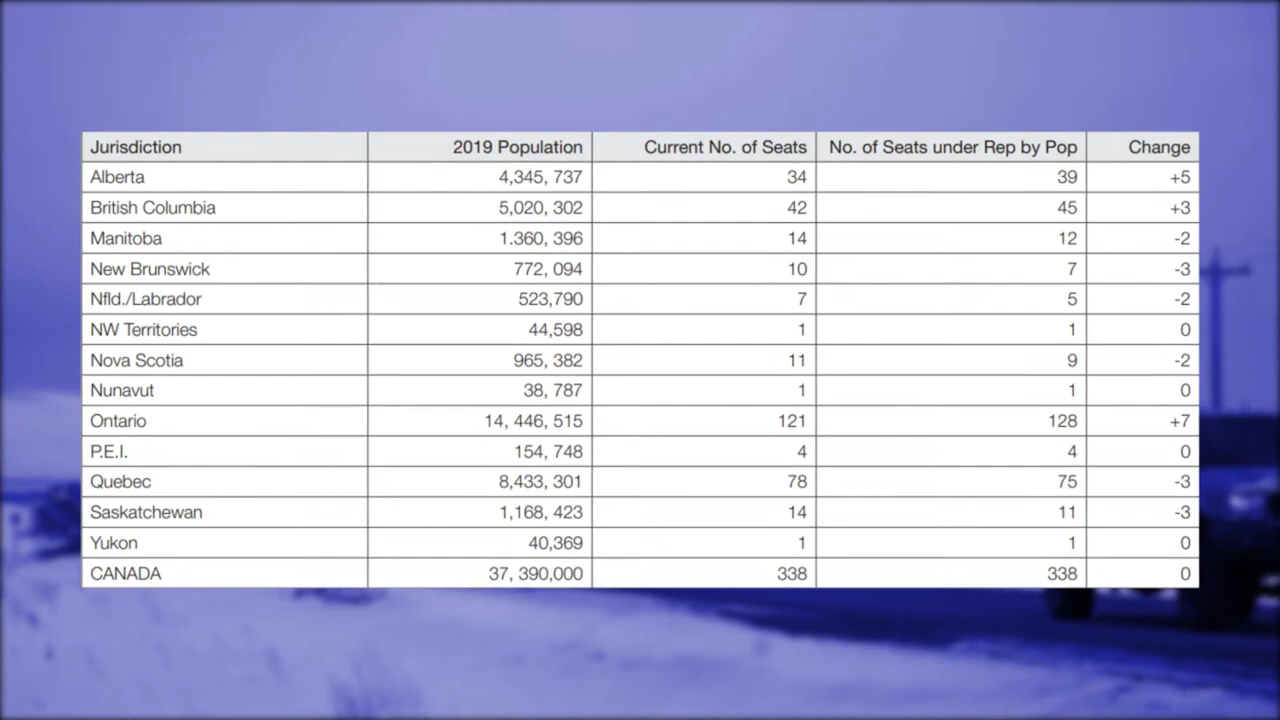 Jurisdiction 2019 Population Current No. of Seats No. of Seats under Rep by Pop Change
Alberta 4,345, 737 34 39 +5
British Columbia 5,020, 302 42 45 +3
Manitoba 1.360, 396 14 12 -2
New Brunswick 772, 094 10 7 -3
Nfld./Labrador 523,790 7 5 -2
NW Territories 44,598 1 1 0
Nova Scotia 965, 382 11 9 -2
Nunavut 38, 787 1 1 0
Ontario 14, 446, 515 121 128 +7
P.E.I. 154, 748 4 4 0
Quebec 8,433, 301 78 75 -3
Saskatchewan 1,168, 423 14 11 -3
Yukon 40,369 1 1 0
CANADA 37, 390,000 338 338 0